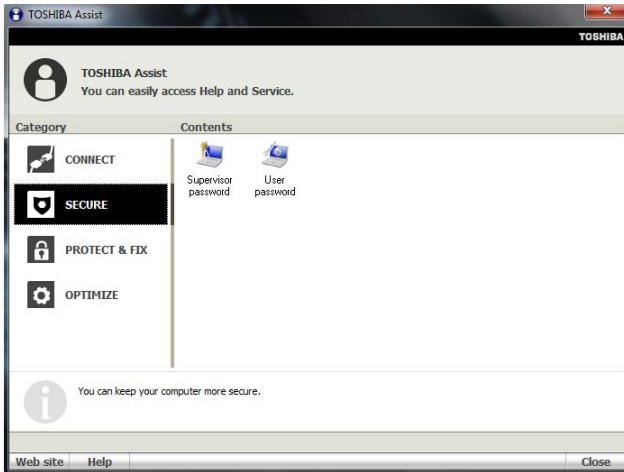 TOSHIBA Assist
TOSHIBA
TOSHIBA Assist
You can easily access Help and Service.
Category
Contents
CONNECT
SECURE
PROTECT & FIX
OPTIMIZE
Supervisor
password
User
password
You can keep your computer more secure.
Web site
Help
Close